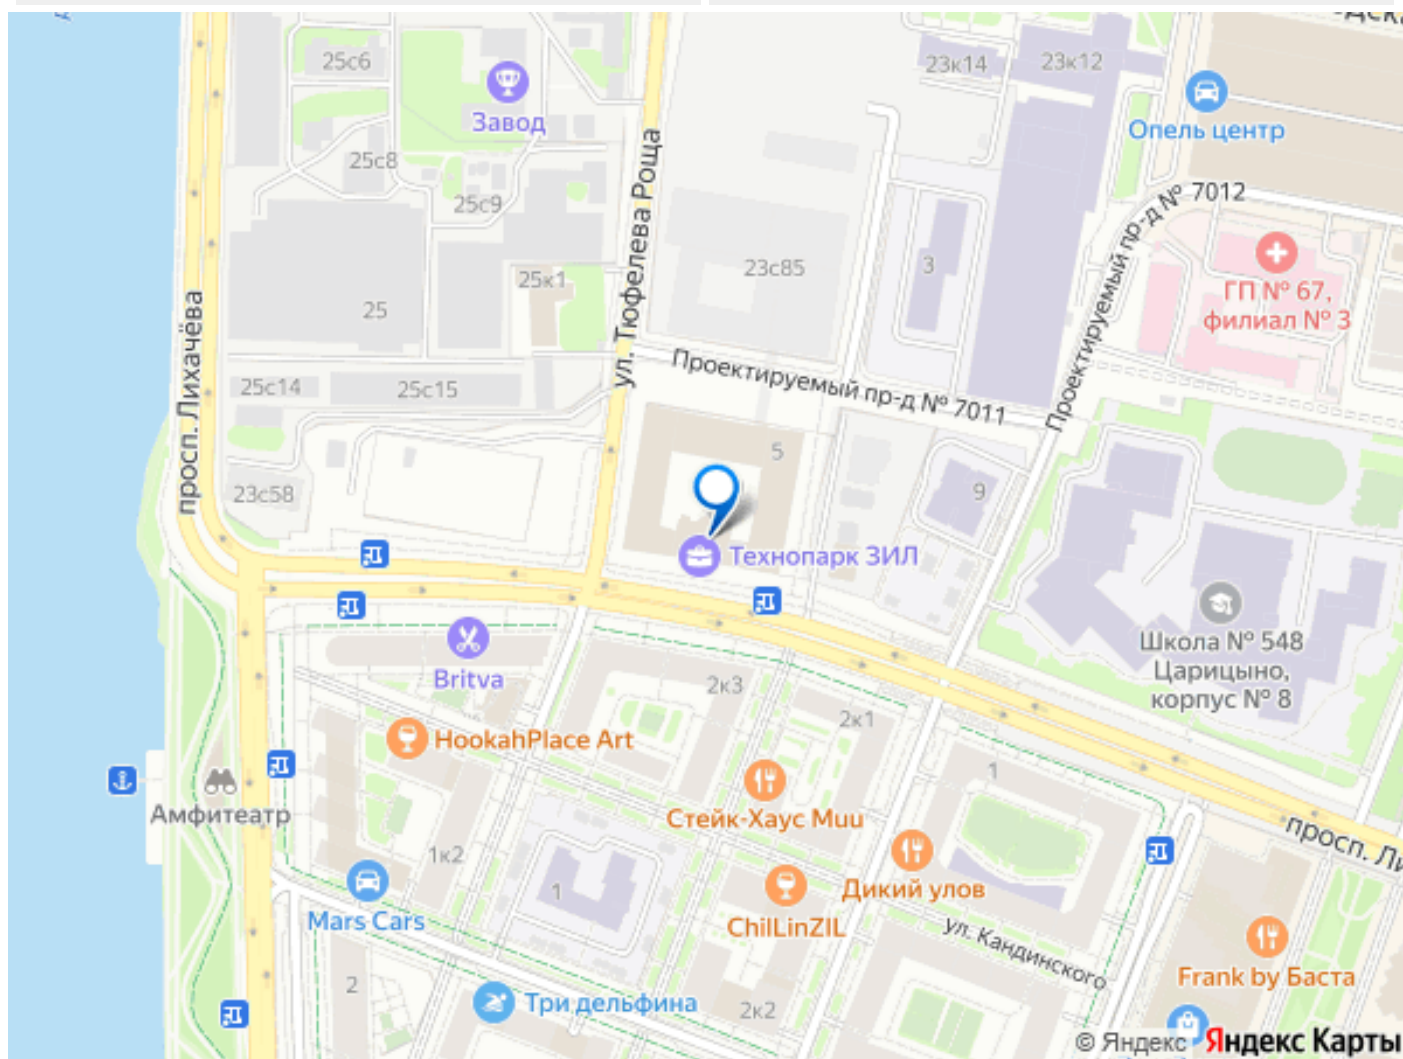 25с6
23к14
23к12
Завод
Опель центр
25с8
25с9
ул. Тюфелева Роща
Проектируемый пр-д № 7012
3
23с85
25к1
25
ГП № 67,
филиал № 3
просп. Лихачёва
25с14
25с15
Проектируемый пр-д № 7011
5
23с58
9
Технопарк ЗИЛ
Britva
Школа № 548
Царицыно,
корпус № 8
2к3
2к1
HookahPlace Art
1
Амфитеатр
Стейк-Хаус Muu
просп. Ли
1к2
1
Дикий улов
Mars Cars
ChilLinZIL
ул. Кандинского
Frank by Баста
2
Три дельфина
2к2
© Яндекс Яндекс Карты